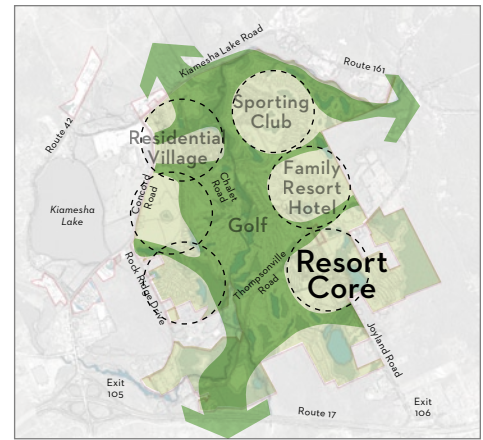 Kiamesha Lake Road
Route 161
Route 42
Sporting
Club
Residential
Village
Family
Resort
Hotel
Chalet
Road
Concord
Road
Kiamesha
Lake
Golf
Resort
Core
Thompsonville
Road
Rock Ridge Drive
Joyland Road
Exit
105
Exit
106
Route 17